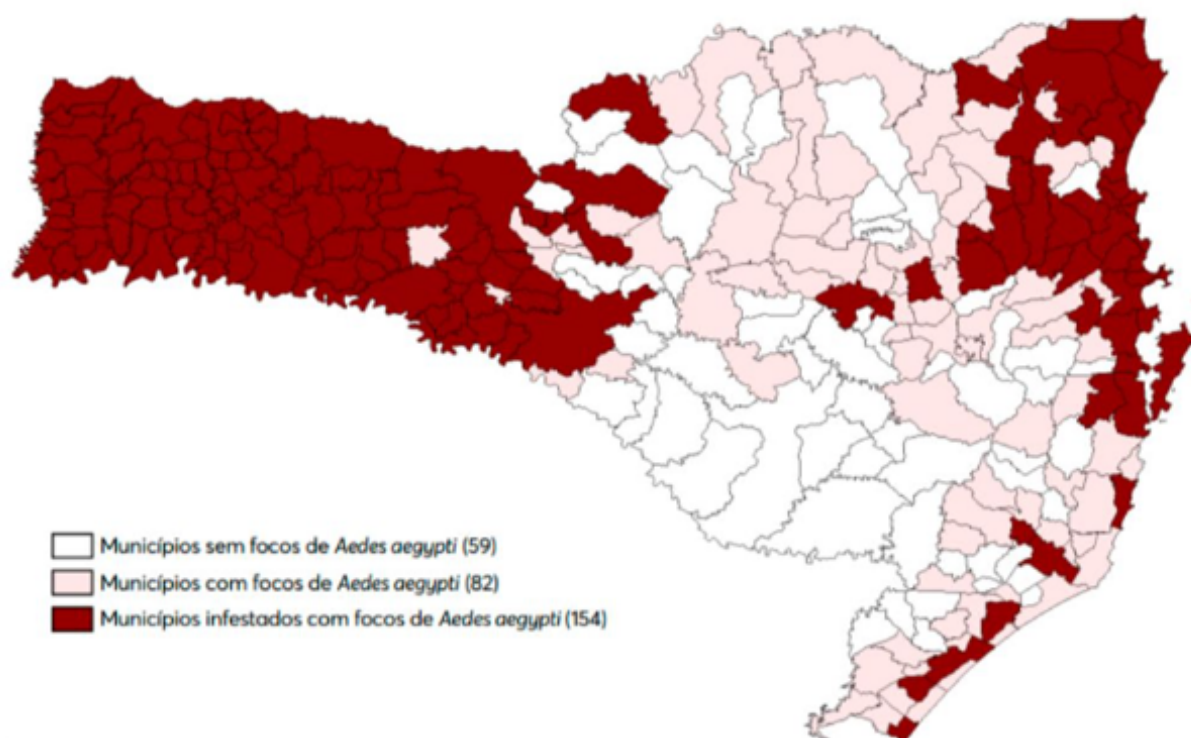 Municípios sem focos de Aedes aegypti (59)
Municípios com focos de Aedes aegypti (82)
Municípios infestados com focos de Aedes aegypti (154)